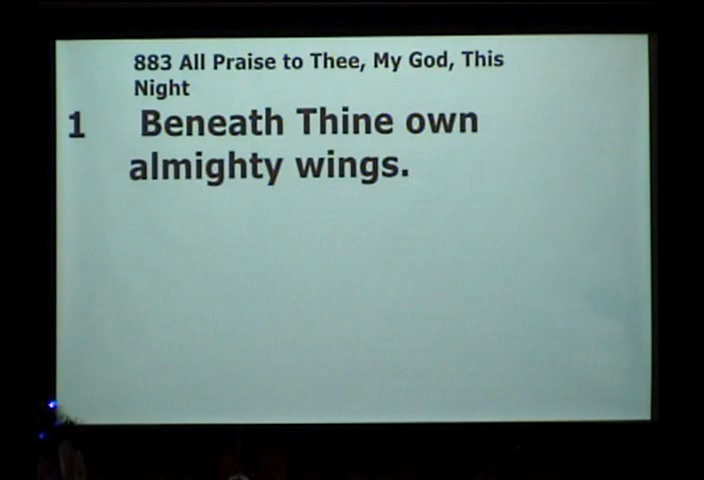 883 All Praise to Thee, My God, This
Night
1 Beneath Thine own
almighty wings.